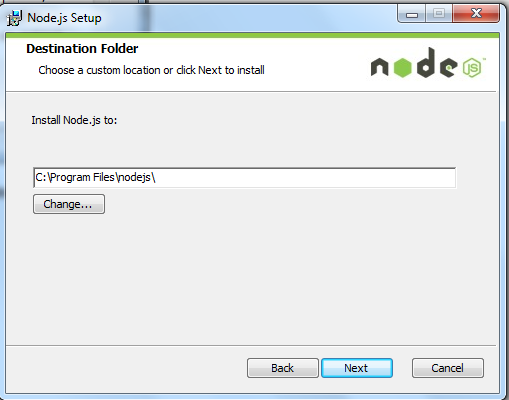 Node.js Setup
Destination Folder
Choose a custom location or click Next to install
node
JS
Install Node.js to:
C:\Program Files\nodejs\
Change...
Back
Next
Cancel